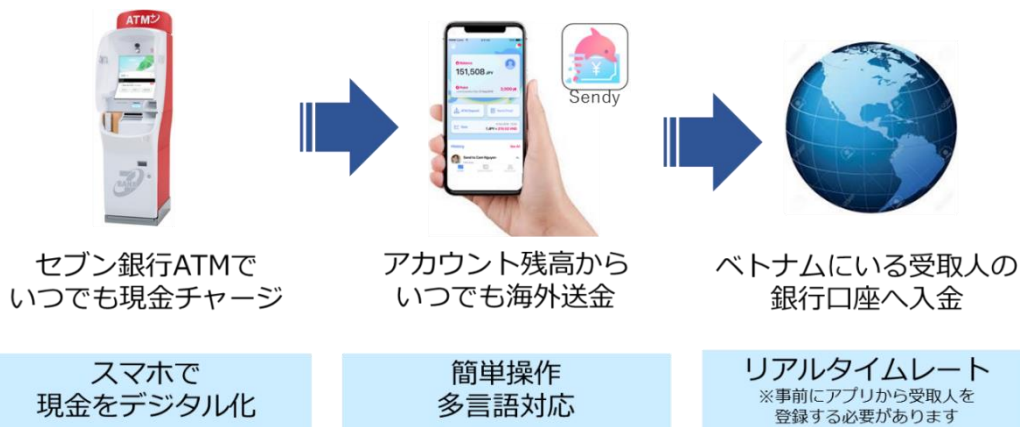 ATM
Sendy
151,508 JPY
セブン銀行ATMで
いつでも現金チャージ
アカウント残高から
いつでも海外送金
ベトナムにいる受取人の
銀行口座へ入金
スマホで
現金をデジタル化
簡単操作
多言語対応
リアルタイムレート
※事前にアプリから受取人を
登録する必要があります